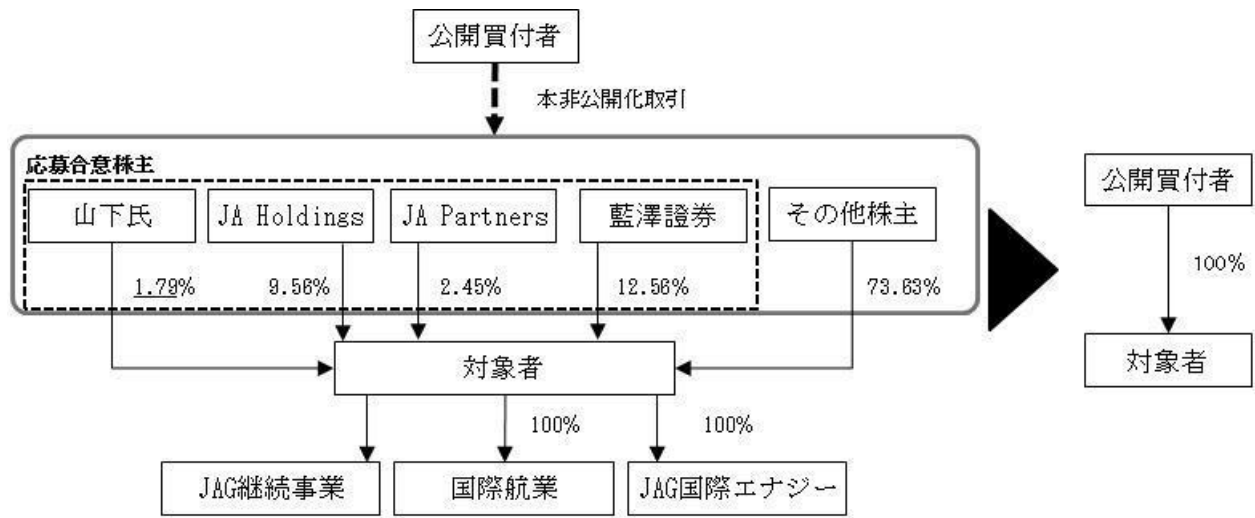 公開買付者
本非公開化取引
応募合意株主
山下氏
JA Holdings
JA Partners
藍澤證券
その他株主
1.79%
9.56%
2.45%
12.56%
73.63%
対象者
100%
100%
JAG継続事業
国際航業
JAG国際エナジー
公開買付者
100%
対象者